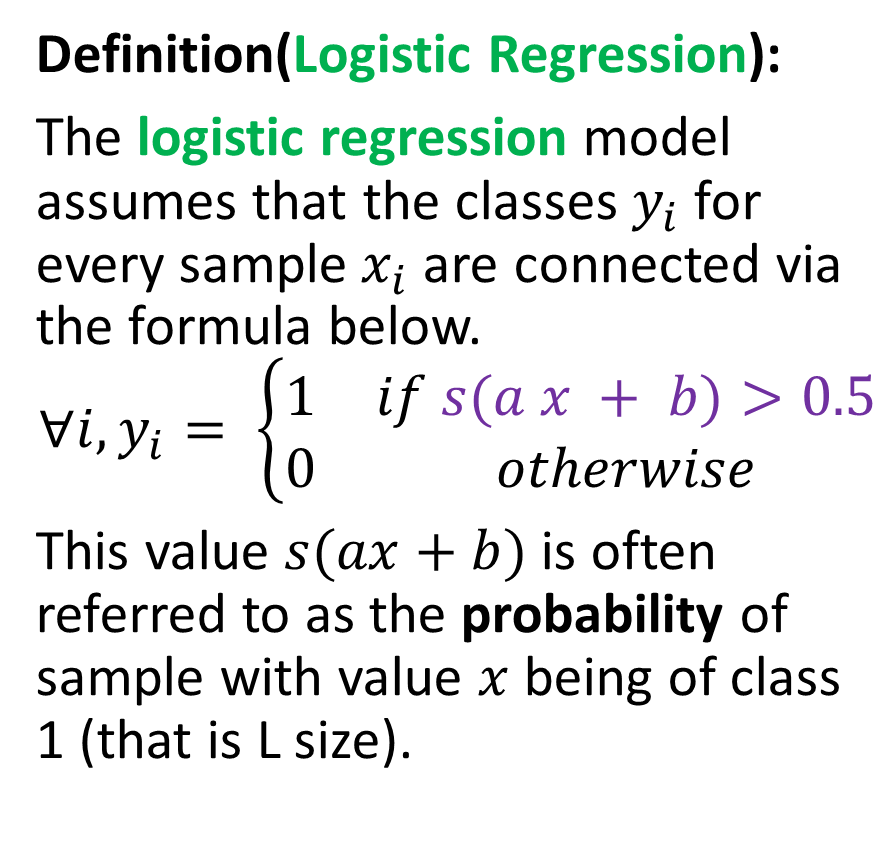 Definition(Logistic Regression):
The logistic regression model
assumes that the classes yᵢ for
every sample xᵢ are connected via
the formula below.
∀i, yᵢ = {1 if s(a x + b) > 0.5
{0 otherwise
This value s(ax + b) is often
referred to as the probability of
sample with value x being of class
1 (that is L size).